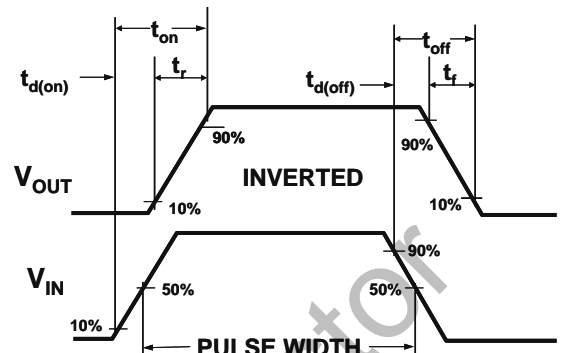 ton
toff
td(on)
tr
td(off)
tf
90%
90%
VOUT
INVERTED
10%
10%
90%
VIN
50%
50%
10%
PULSE WIDTH